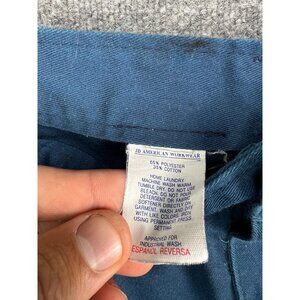 JD AMERICAN WORKWEAR
65% POLYESTER
35% COTTON
HOME LAUNDRY
MACHINE WASH WARM
TUMBLE DRY. DO NOT USE
BLEACH. DO NOT POUR
DETERGENT OR FABRIC
SOFTENER DIRECTLY ON
GARMENT. WASH AND DRY
WITH LIKE COLORS
USING PERMANENT PRESS
SETTING.
APPROVED FOR
INDUSTRIAL WASH
ESPANOL REVERSA